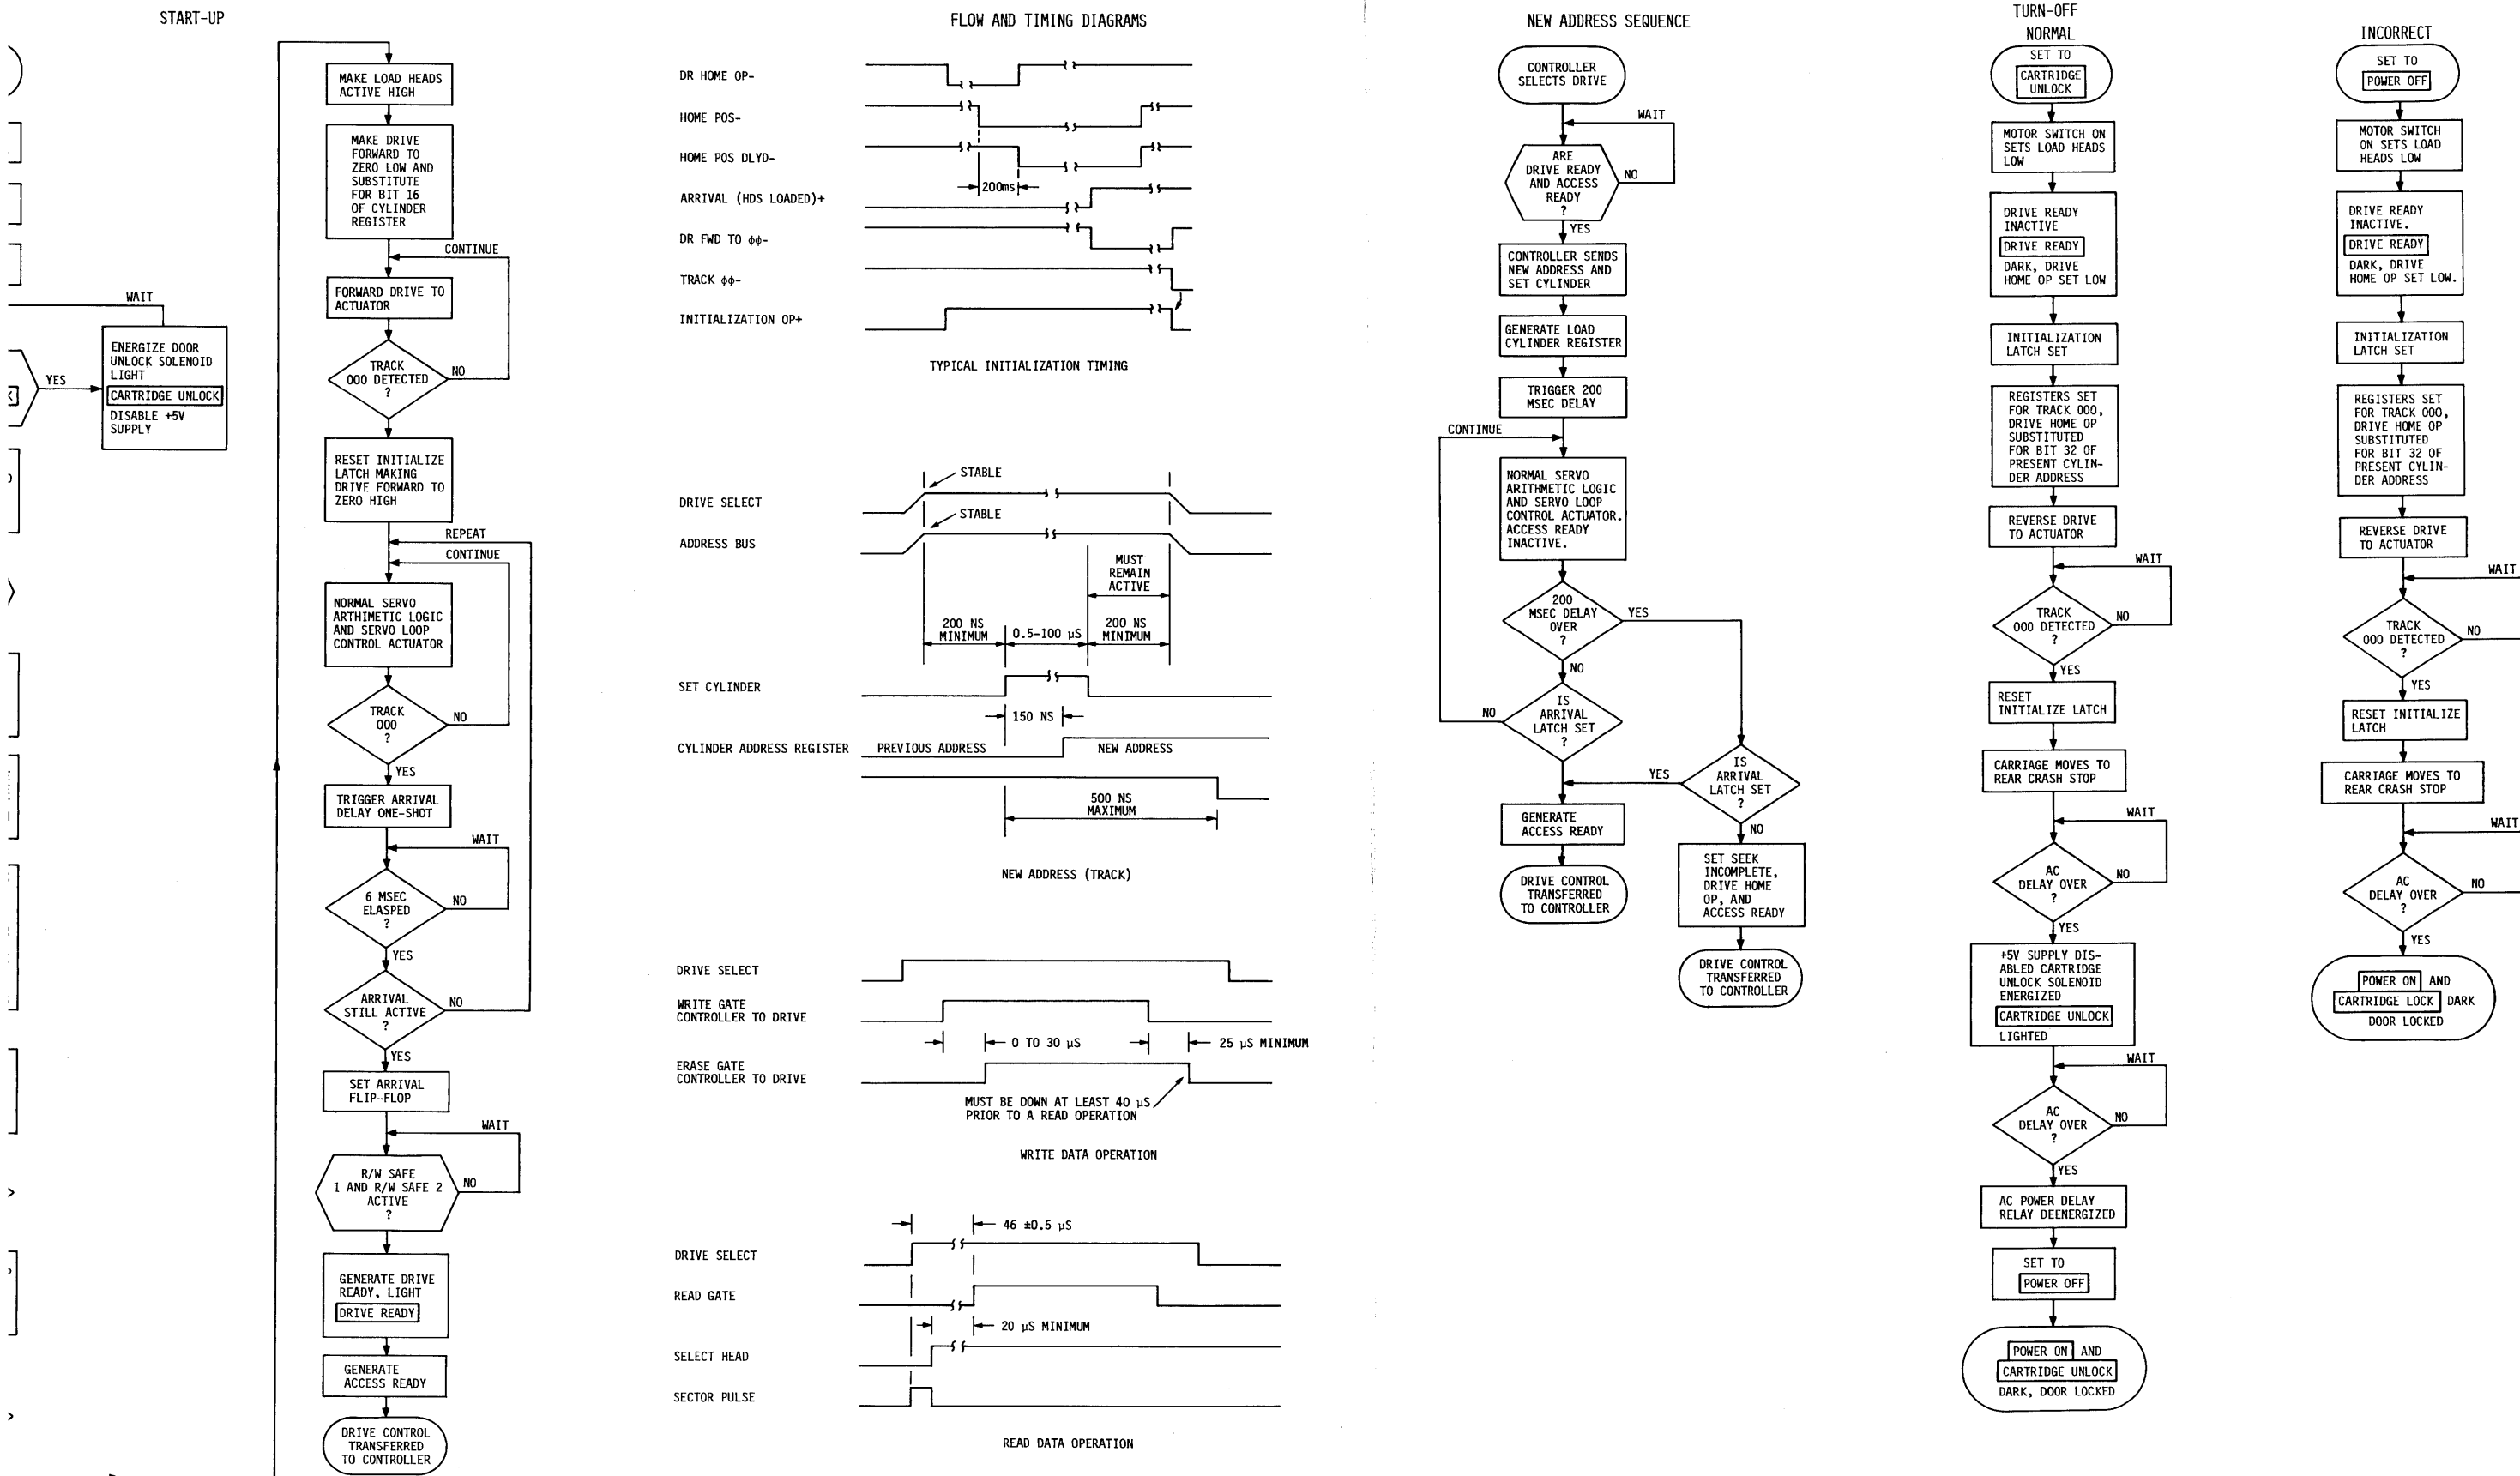 START-UP
WAIT
YES
ENERGIZE DOOR
UNLOCK SOLENOID
LIGHT
CARTRIDGE UNLOCK
DISABLE +5V
SUPPLY
MAKE LOAD HEADS
ACTIVE HIGH
MAKE DRIVE
FORWARD TO
ZERO LOW AND
SUBSTITUTE
FOR BIT 16
OF CYLINDER
REGISTER
CONTINUE
FORWARD DRIVE TO
ACTUATOR
TRACK
000 DETECTED
?
NO
RESET INITIALIZE
LATCH MAKING
DRIVE FORWARD TO
ZERO HIGH
REPEAT
CONTINUE
NORMAL SERVO
ARTHIMETIC LOGIC
AND SERVO LOOP
CONTROL ACTUATOR
TRACK
000
?
NO
YES
TRIGGER ARRIVAL
DELAY ONE-SHOT
WAIT
6 MSEC
ELASPED
?
NO
YES
ARRIVAL
STILL ACTIVE
?
NO
YES
SET ARRIVAL
FLIP-FLOP
WAIT
R/W SAFE
1 AND R/W SAFE 2
ACTIVE
?
NO
GENERATE DRIVE
READY, LIGHT
DRIVE READY
GENERATE
ACCESS READY
DRIVE CONTROL
TRANSFERRED
TO CONTROLLER
FLOW AND TIMING DIAGRAMS
DR HOME OP-
HOME POS-
HOME POS DLYD-
200ms
ARRIVAL (HDS LOADED)+
DR FWD TO ϕϕ-
TRACK ϕϕ-
INITIALIZATION OP+
TYPICAL INITIALIZATION TIMING
STABLE
DRIVE SELECT
STABLE
ADDRESS BUS
MUST
REMAIN
ACTIVE
200 NS
MINIMUM
0.5-100 µS
200 NS
MINIMUM
SET CYLINDER
150 NS
CYLINDER ADDRESS REGISTER
PREVIOUS ADDRESS
NEW ADDRESS
500 NS
MAXIMUM
NEW ADDRESS (TRACK)
DRIVE SELECT
WRITE GATE
CONTROLLER TO DRIVE
0 TO 30 µS
25 µS MINIMUM
ERASE GATE
CONTROLLER TO DRIVE
MUST BE DOWN AT LEAST 40 µS
PRIOR TO A READ OPERATION
WRITE DATA OPERATION
46 ±0.5 µS
DRIVE SELECT
READ GATE
20 µS MINIMUM
SELECT HEAD
SECTOR PULSE
READ DATA OPERATION
NEW ADDRESS SEQUENCE
CONTROLLER
SELECTS DRIVE
WAIT
ARE
DRIVE READY
AND ACCESS
READY
?
NO
YES
CONTROLLER SENDS
NEW ADDRESS AND
SET CYLINDER
GENERATE LOAD
CYLINDER REGISTER
TRIGGER 200
MSEC DELAY
CONTINUE
NORMAL SERVO
ARITHMETIC LOGIC
AND SERVO LOOP
CONTROL ACTUATOR.
ACCESS READY
INACTIVE.
200
MSEC DELAY
OVER
?
YES
NO
IS
ARRIVAL
LATCH SET
?
NO
YES
IS
ARRIVAL
LATCH SET
?
NO
GENERATE
ACCESS READY
DRIVE CONTROL
TRANSFERRED
TO CONTROLLER
SET SEEK
INCOMPLETE,
DRIVE HOME
OP, AND
ACCESS READY
DRIVE CONTROL
TRANSFERRED
TO CONTROLLER
TURN-OFF
NORMAL
SET TO
CARTRIDGE
UNLOCK
MOTOR SWITCH ON
SETS LOAD HEADS
LOW
DRIVE READY
INACTIVE
DRIVE READY
DARK, DRIVE
HOME OP SET LOW
INITIALIZATION
LATCH SET
REGISTERS SET
FOR TRACK 000,
DRIVE HOME OP
SUBSTITUTED
FOR BIT 32 OF
PRESENT CYLIN-
DER ADDRESS
REVERSE DRIVE
TO ACTUATOR
WAIT
TRACK
000 DETECTED
?
NO
YES
RESET
INITIALIZE LATCH
CARRIAGE MOVES TO
REAR CRASH STOP
WAIT
AC
DELAY OVER
?
NO
YES
+5V SUPPLY DIS-
ABLED CARTRIDGE
UNLOCK SOLENOID
ENERGIZED
CARTRIDGE UNLOCK
LIGHTED
WAIT
AC
DELAY OVER
?
NO
YES
AC POWER DELAY
RELAY DEENERGIZED
SET TO
POWER OFF
POWER ON AND
CARTRIDGE UNLOCK
DARK, DOOR LOCKED
INCORRECT
SET TO
POWER OFF
MOTOR SWITCH
ON SETS LOAD
HEADS LOW
DRIVE READY
INACTIVE.
DRIVE READY
DARK, DRIVE
HOME OP SET LOW.
INITIALIZATION
LATCH SET
REGISTERS SET
FOR TRACK 000,
DRIVE HOME OP
SUBSTITUTED
FOR BIT 32 OF
PRESENT CYLIN-
DER ADDRESS
REVERSE DRIVE
TO ACTUATOR
WAIT
TRACK
000 DETECTED
?
NO
YES
RESET INITIALIZE
LATCH
CARRIAGE MOVES TO
REAR CRASH STOP
WAIT
AC
DELAY OVER
?
NO
YES
POWER ON AND
CARTRIDGE LOCK DARK
DOOR LOCKED